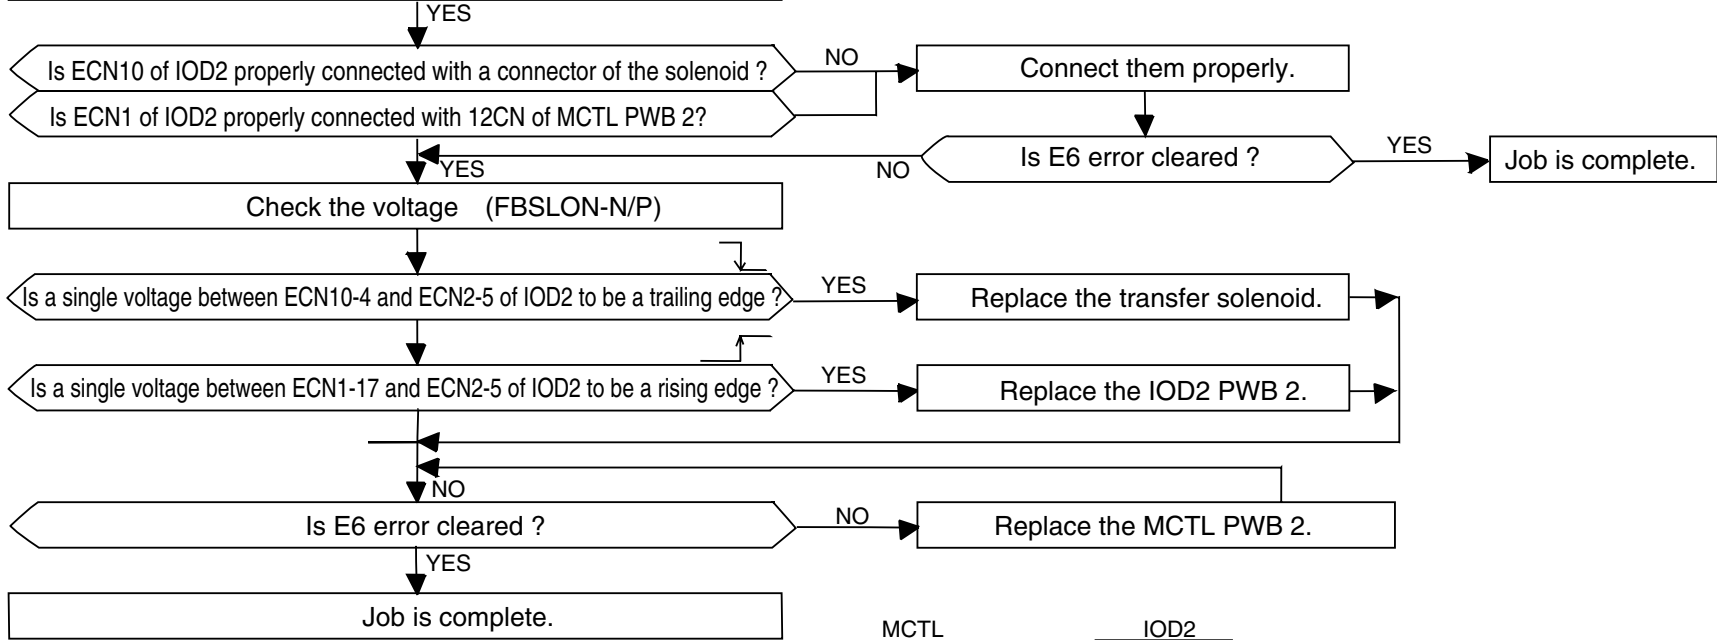 YES
Is ECN10 of IOD2 properly connected with a connector of the solenoid ?
NO
Connect them properly.
Is ECN1 of IOD2 properly connected with 12CN of MCTL PWB 2?
YES
NO
Is E6 error cleared ?
YES
Job is complete.
Check the voltage (FBSLON-N/P)
Is a single voltage between ECN10-4 and ECN2-5 of IOD2 to be a trailing edge ?
YES
Replace the transfer solenoid.
Is a single voltage between ECN1-17 and ECN2-5 of IOD2 to be a rising edge ?
YES
Replace the IOD2 PWB 2.
NO
Is E6 error cleared ?
NO
Replace the MCTL PWB 2.
YES
Job is complete.
MCTL
IOD2